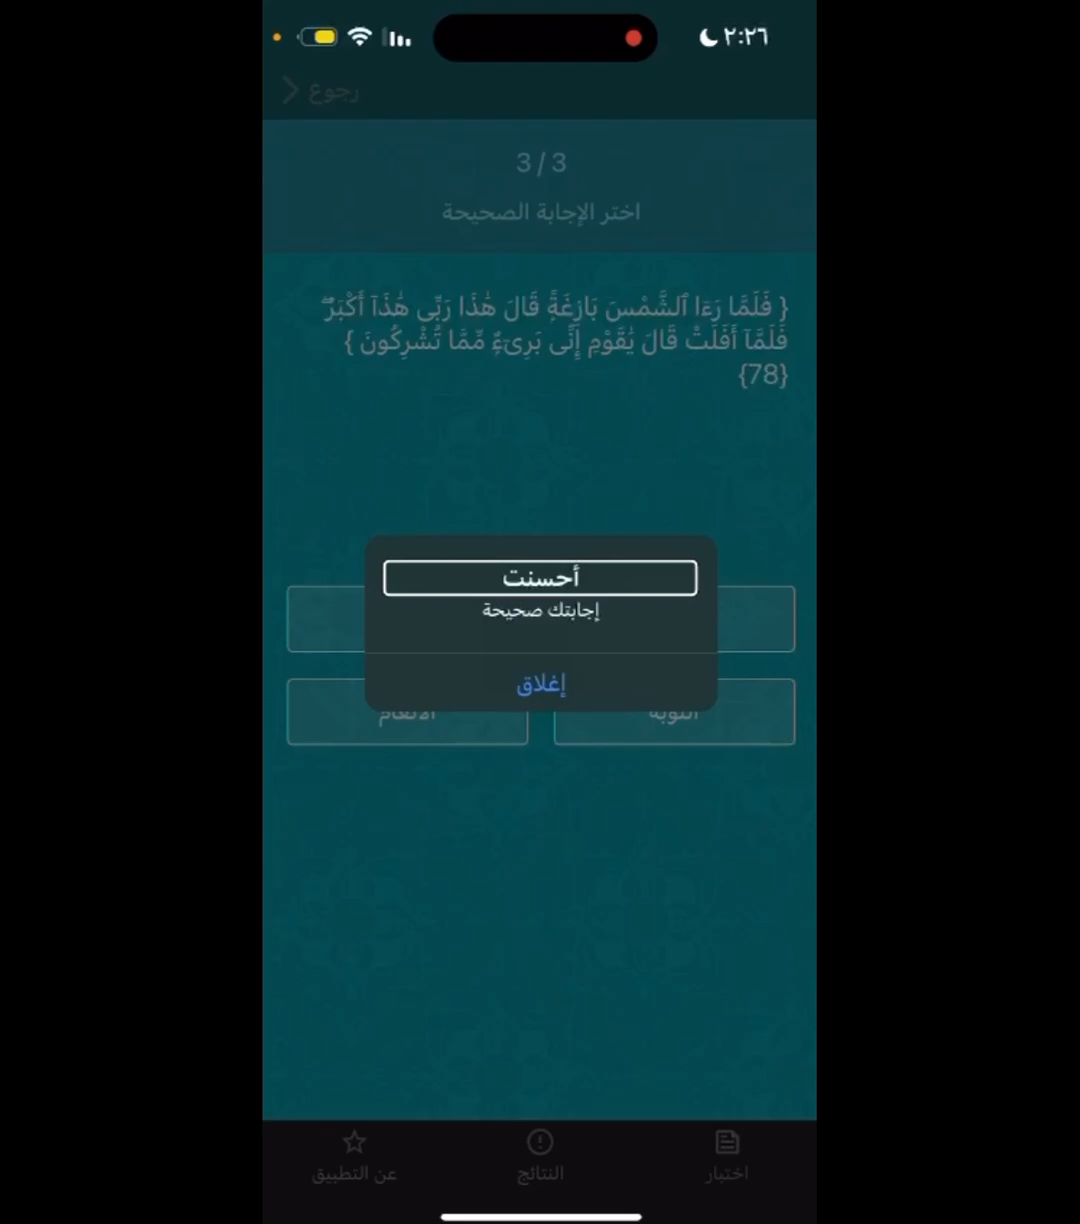 ٢:٢٦
رجوع
3 / 3
اختر الإجابة الصحيحة
{ فَلَمَّا رَءَا ٱلشَّمْسَ بَازِغَةً قَالَ هَٰذَا رَبِّى هَٰذَآ أَكْبَرُ ۖ
فَلَمَّآ أَفَلَتْ قَالَ يَٰقَوْمِ إِنِّى بَرِىٓءٌ مِّمَّا تُشْرِكُونَ }
{78}
أحسنت
إجابتك صحيحة
إغلاق
التوبة
الأنعام
اختبار
النتائج
عن التطبيق